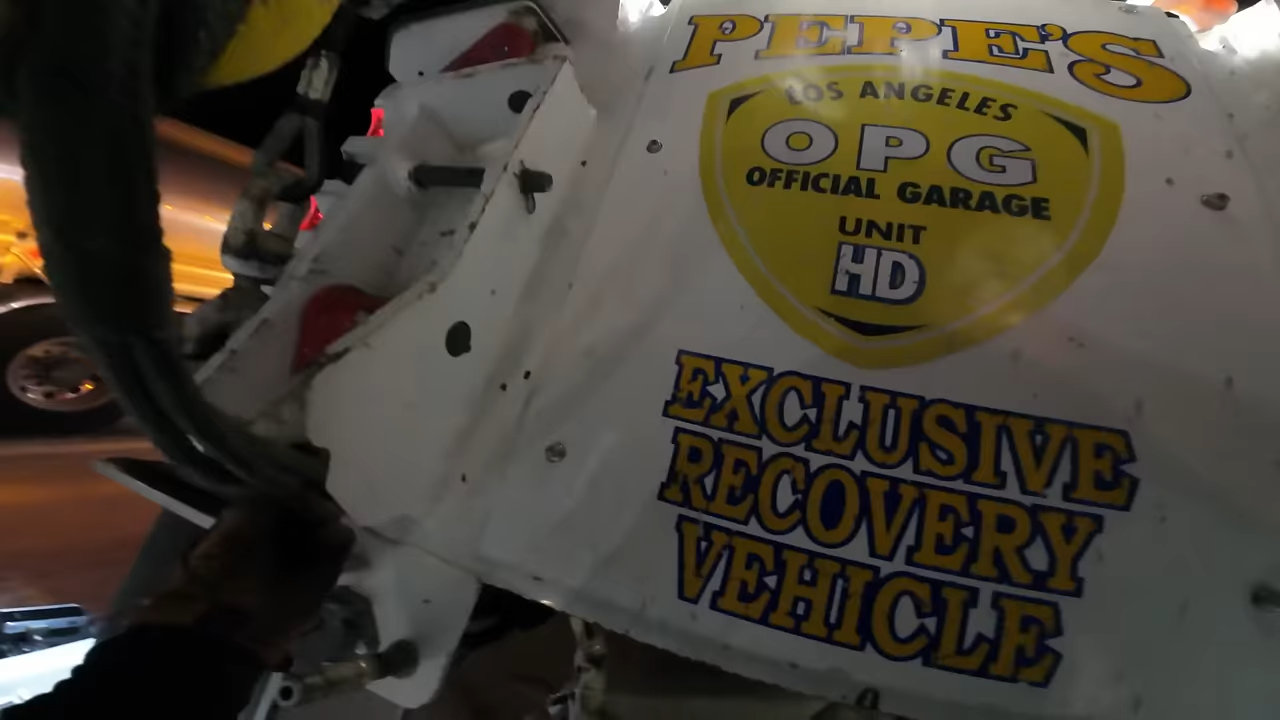 PEPE'S
LOS ANGELES
OPG
OFFICIAL GARAGE
UNIT
HD
EXCLUSIVE
RECOVERY
VEHICLE